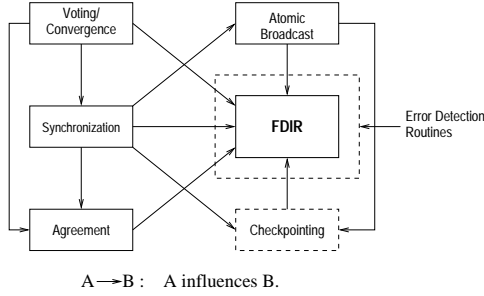 Voting/
Convergence
Atomic
Broadcast
Synchronization
FDIR
Error Detection
Routines
Agreement
Checkpointing
A→B : A influences B.